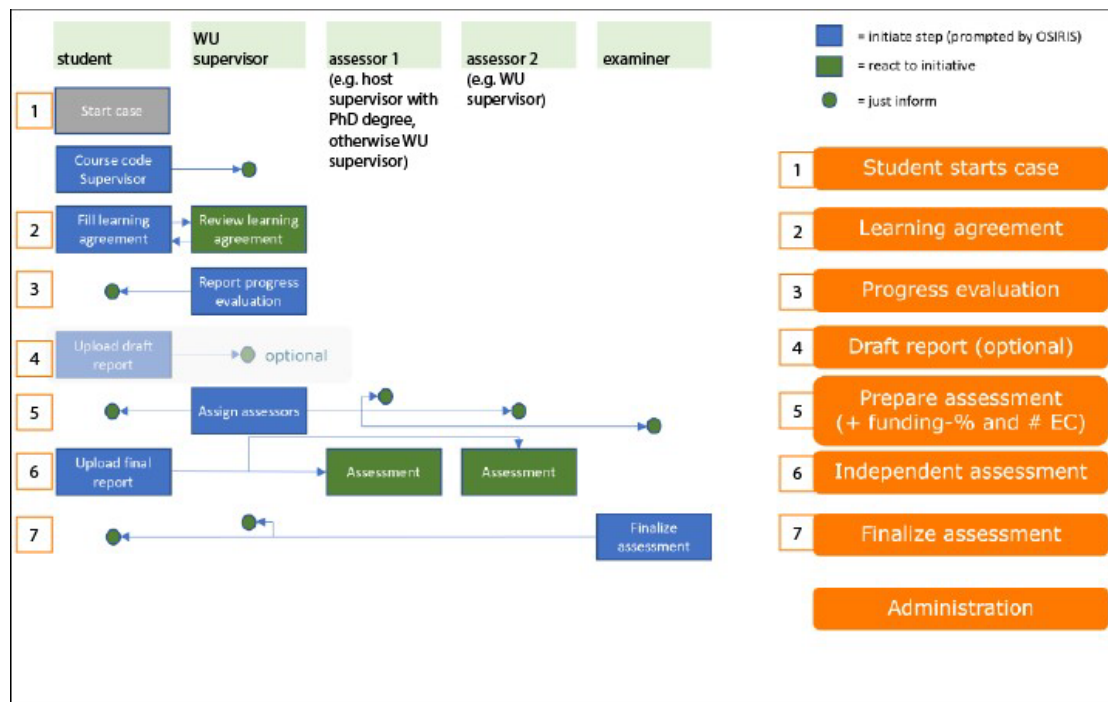 student
WU
supervisor
assessor 1
(e.g. host
supervisor with
PhD degree,
otherwise WU
supervisor)
assessor 2
(e.g. WU
supervisor)
examiner
= initiate step (prompted by OSIRIS)
= react to initiative
= just inform
1
Start case
Course code
Supervisor
2
Fill learning
agreement
Review learning
agreement
3
Report progress
evaluation
4
Upload draft
report
optional
5
Assign assessors
6
Upload final
report
Assessment
Assessment
7
Finalize
assessment
1
Student starts case
2
Learning agreement
3
Progress evaluation
4
Draft report (optional)
5
Prepare assessment
(+ funding-% and # EC)
6
Independent assessment
7
Finalize assessment
Administration